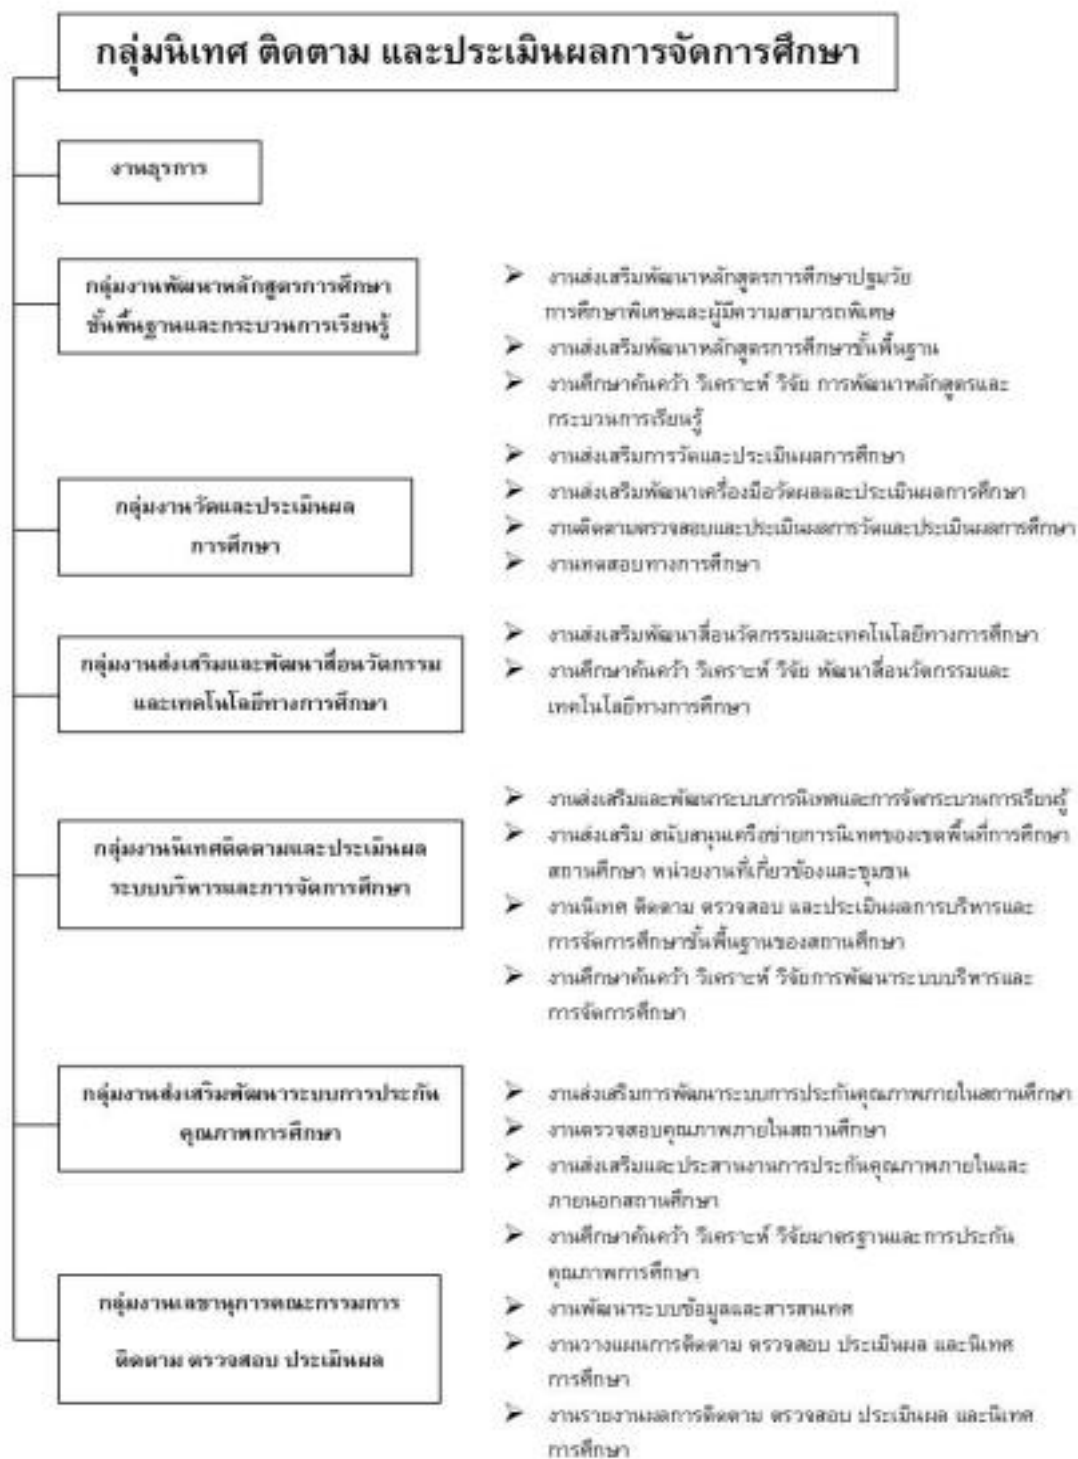 กลุ่มนิเทศ ติดตาม และประเมินผลการจัดการศึกษา
งานธุรการ
กลุ่มงานพัฒนาหลักสูตรการศึกษา
ขั้นพื้นฐานและกระบวนการเรียนรู้
➢ งานส่งเสริมพัฒนาหลักสูตรการศึกษาปฐมวัย
การศึกษาพิเศษและผู้มีความสามารถพิเศษ
➢ งานส่งเสริมพัฒนาหลักสูตรการศึกษาขั้นพื้นฐาน
➢ งานศึกษาค้นคว้า วิเคราะห์ วิจัย การพัฒนาหลักสูตรและ
กระบวนการเรียนรู้
กลุ่มงานวัดและประเมินผล
การศึกษา
➢ งานส่งเสริมการวัดและประเมินผลการศึกษา
➢ งานส่งเสริมพัฒนาเครื่องมือวัดผลและประเมินผลการศึกษา
➢ งานติดตามตรวจสอบและประเมินผลการวัดและประเมินผลการศึกษา
➢ งานทดสอบทางการศึกษา
กลุ่มงานส่งเสริมและพัฒนาสื่อนวัตกรรม
และเทคโนโลยีทางการศึกษา
➢ งานส่งเสริมพัฒนาสื่อนวัตกรรมและเทคโนโลยีทางการศึกษา
➢ งานศึกษาค้นคว้า วิเคราะห์ วิจัย พัฒนาสื่อนวัตกรรมและ
เทคโนโลยีทางการศึกษา
กลุ่มงานนิเทศติดตามและประเมินผล
ระบบบริหารและการจัดการศึกษา
➢ งานส่งเสริมและพัฒนาระบบการนิเทศและการจัดกระบวนการเรียนรู้
➢ งานส่งเสริม สนับสนุนเครือข่ายการนิเทศของเขตพื้นที่การศึกษา
สถานศึกษา หน่วยงานที่เกี่ยวข้องและชุมชน
➢ งานนิเทศ ติดตาม ตรวจสอบ และประเมินผลการบริหารและ
การจัดการศึกษาขั้นพื้นฐานของสถานศึกษา
➢ งานศึกษาค้นคว้า วิเคราะห์ วิจัยการพัฒนาระบบบริหารและ
การจัดการศึกษา
กลุ่มงานส่งเสริมพัฒนาระบบการประกัน
คุณภาพการศึกษา
➢ งานส่งเสริมการพัฒนาระบบการประกันคุณภาพภายในสถานศึกษา
➢ งานตรวจสอบคุณภาพภายในสถานศึกษา
➢ งานส่งเสริมและประสานงานการประกันคุณภาพภายในและ
ภายนอกสถานศึกษา
➢ งานศึกษาค้นคว้า วิเคราะห์ วิจัยมาตรฐานและการประกัน
คุณภาพการศึกษา
กลุ่มงานเลขานุการคณะกรรมการ
ติดตาม ตรวจสอบ ประเมินผล
➢ งานพัฒนาระบบข้อมูลและสารสนเทศ
➢ งานวางแผนการติดตาม ตรวจสอบ ประเมินผล และนิเทศ
การศึกษา
➢ งานรายงานผลการติดตาม ตรวจสอบ ประเมินผล และนิเทศ
การศึกษา